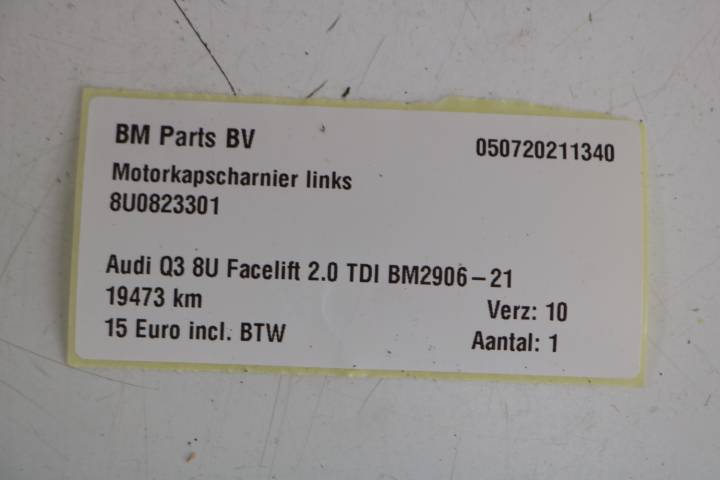 BM Parts BV 050720211340
Motorkapscharnier links
8U0823301
Audi Q3 8U Facelift 2.0 TDI BM2906-21
19473 km Verz: 10
15 Euro incl. BTW Aantal: 1